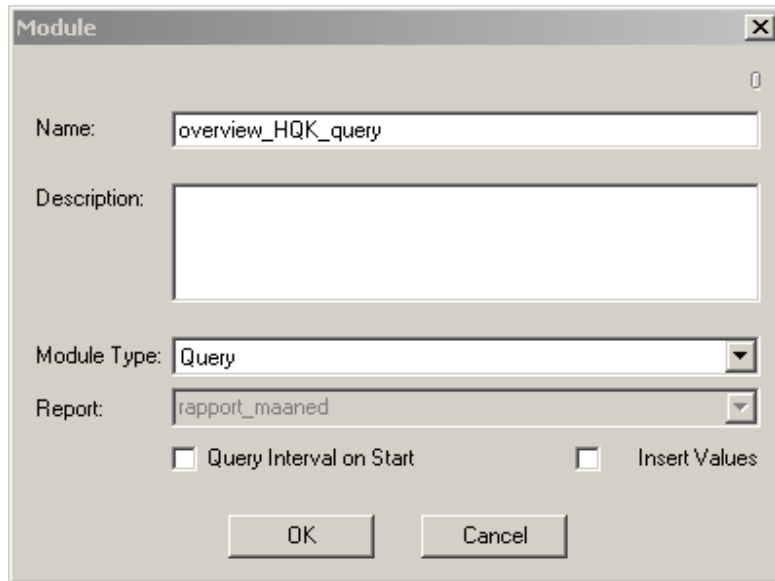 Module
0
Name: overview_HQK_query
Description:
Module Type: Query
Report: rapport_maaned
Query Interval on Start Insert Values
OK Cancel